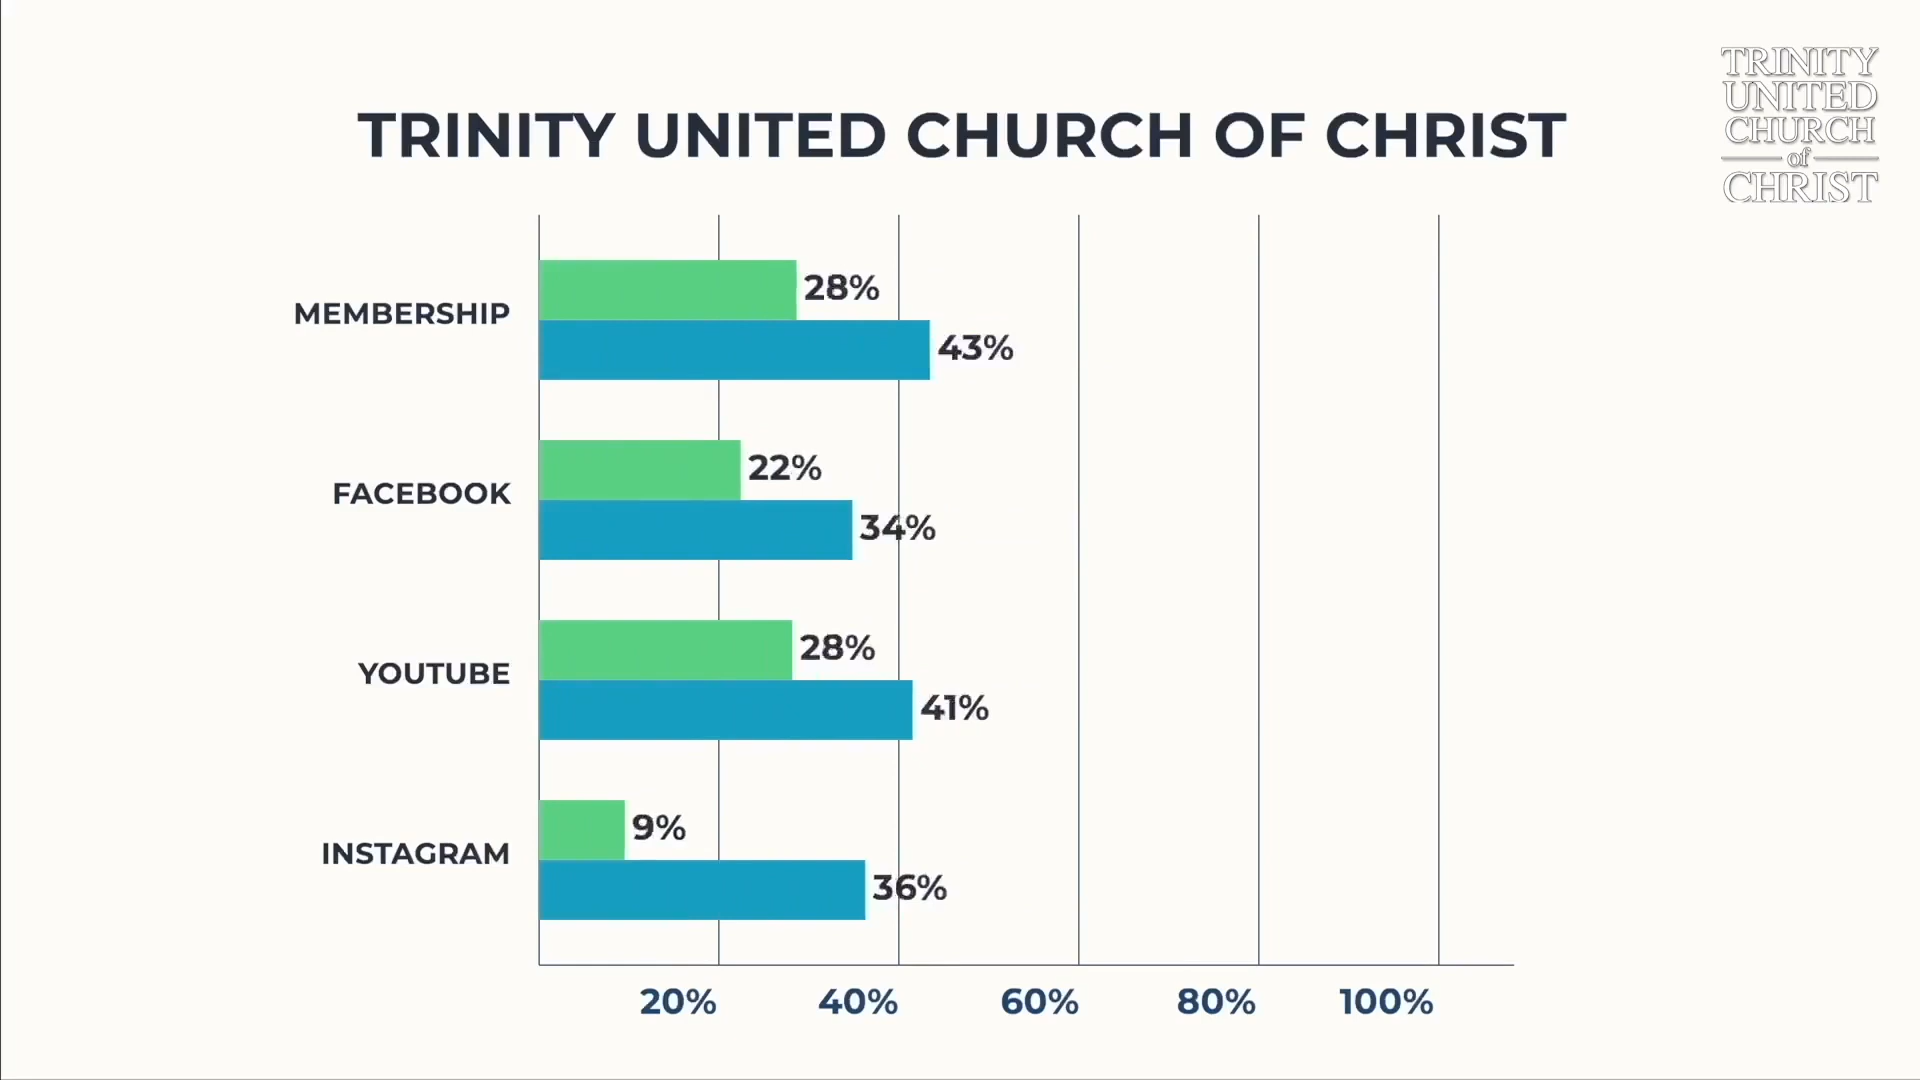 TRINITY UNITED CHURCH OF CHRIST
TRINITY
UNITED
CHURCH
of
CHRIST
MEMBERSHIP
28%
43%
FACEBOOK
22%
34%
YOUTUBE
28%
41%
INSTAGRAM
9%
36%
20% 40% 60% 80% 100%